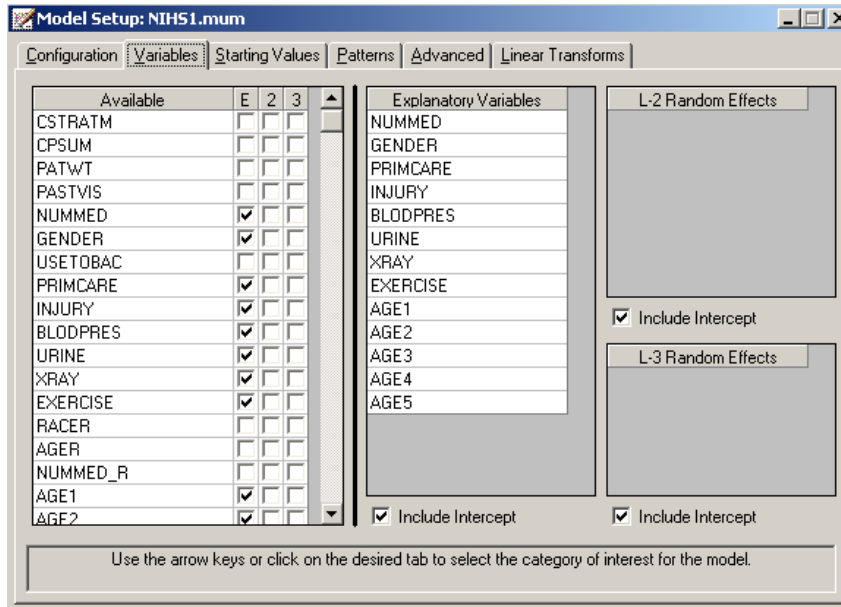 Model Setup: NIHS1.mum
Configuration Variables Starting Values Patterns Advanced Linear Transforms
Available E 2 3
CSTRATM
CPSUM
PATWT
PASTVIS
NUMMED
GENDER
USETOBAC
PRIMCARE
INJURY
BLODPRES
URINE
XRAY
EXERCISE
RACER
AGER
NUMMED_R
AGE1
AGE2
Explanatory Variables
NUMMED
GENDER
PRIMCARE
INJURY
BLODPRES
URINE
XRAY
EXERCISE
AGE1
AGE2
AGE3
AGE4
AGE5
Include Intercept
L-2 Random Effects
Include Intercept
L-3 Random Effects
Include Intercept
Use the arrow keys or click on the desired tab to select the category of interest for the model.